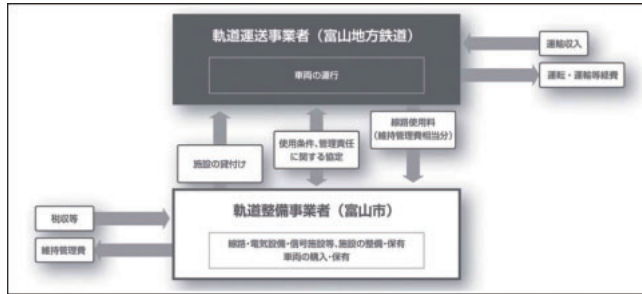 軌道運送事業者（富山地方鉄道）
車両の運行
運輸収入
運転・運輸等経費
施設の貸付け
使用条件、管理責任
に関する協定
線路使用料
（維持管理費相当分）
軌道整備事業者（富山市）
線路・電気設備・信号施設等、施設の整備・保有
車両の購入・保有
税収等
維持管理費